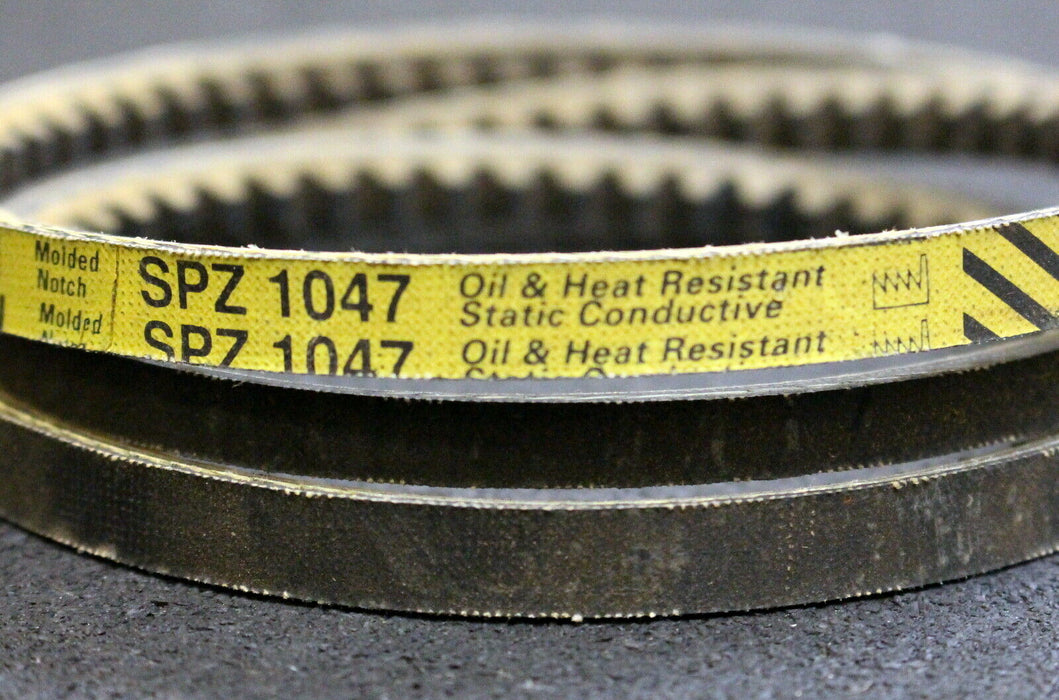 Molded
Notch
SPZ 1047
Oil & Heat Resistant
Static Conductive
Molded
SPZ 1047
Oil & Heat Resistant